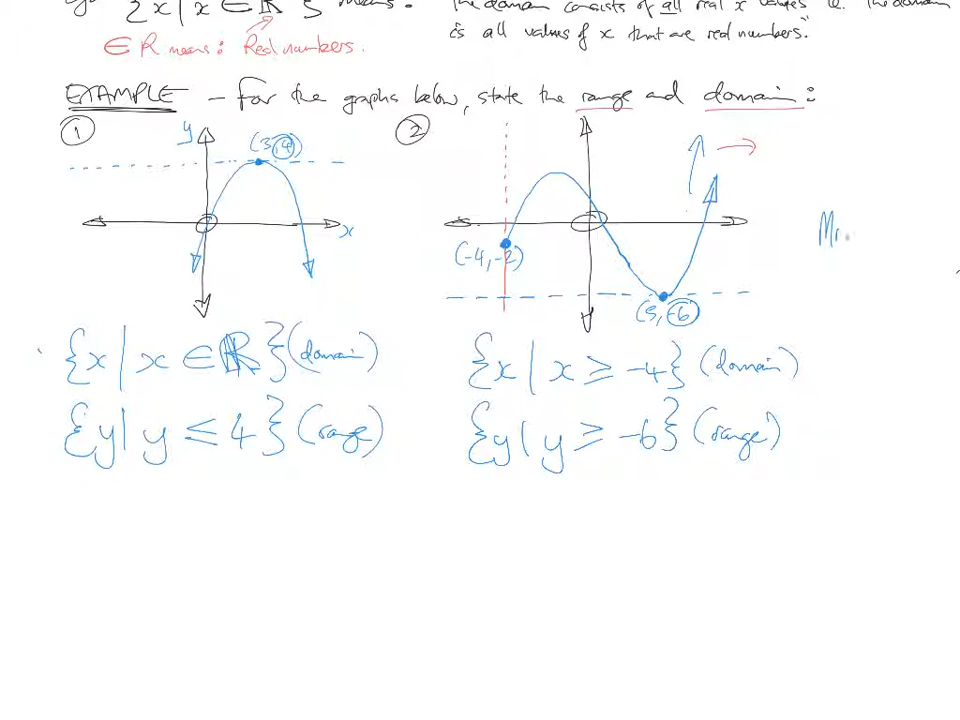 {x | x ∈ ℝ } means: "The domain consists of all real x values i.e. The domain
is all values of x that are real numbers."
∈ ℝ means: Real numbers.
EXAMPLE - For the graphs below, state the range and domain:
① ②
y
(3,4)
x
(-4,-2)
(5,-6)
{x | x ∈ ℝ} (domain)
{y | y ≤ 4} (range)
{x | x ≥ -4} (domain)
{y | y ≥ -6} (range)